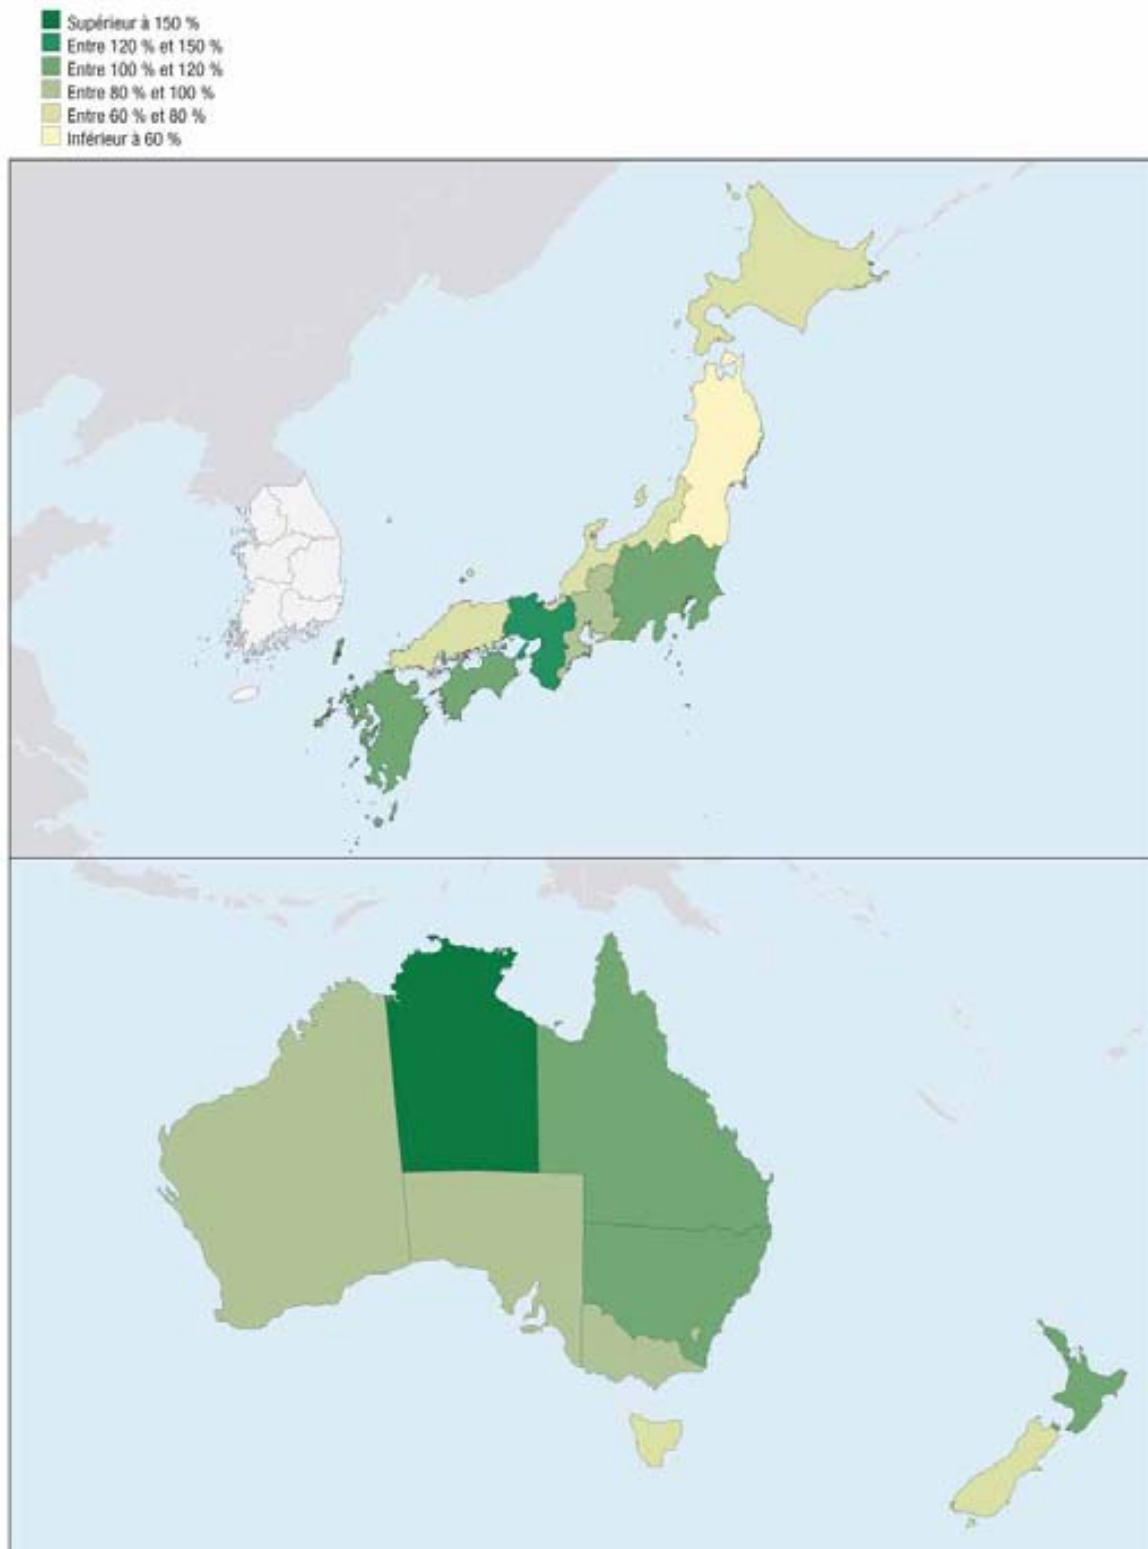 Supérieur à 150 %
Entre 120 % et 150 %
Entre 100 % et 120 %
Entre 80 % et 100 %
Entre 60 % et 80 %
Inférieur à 60 %